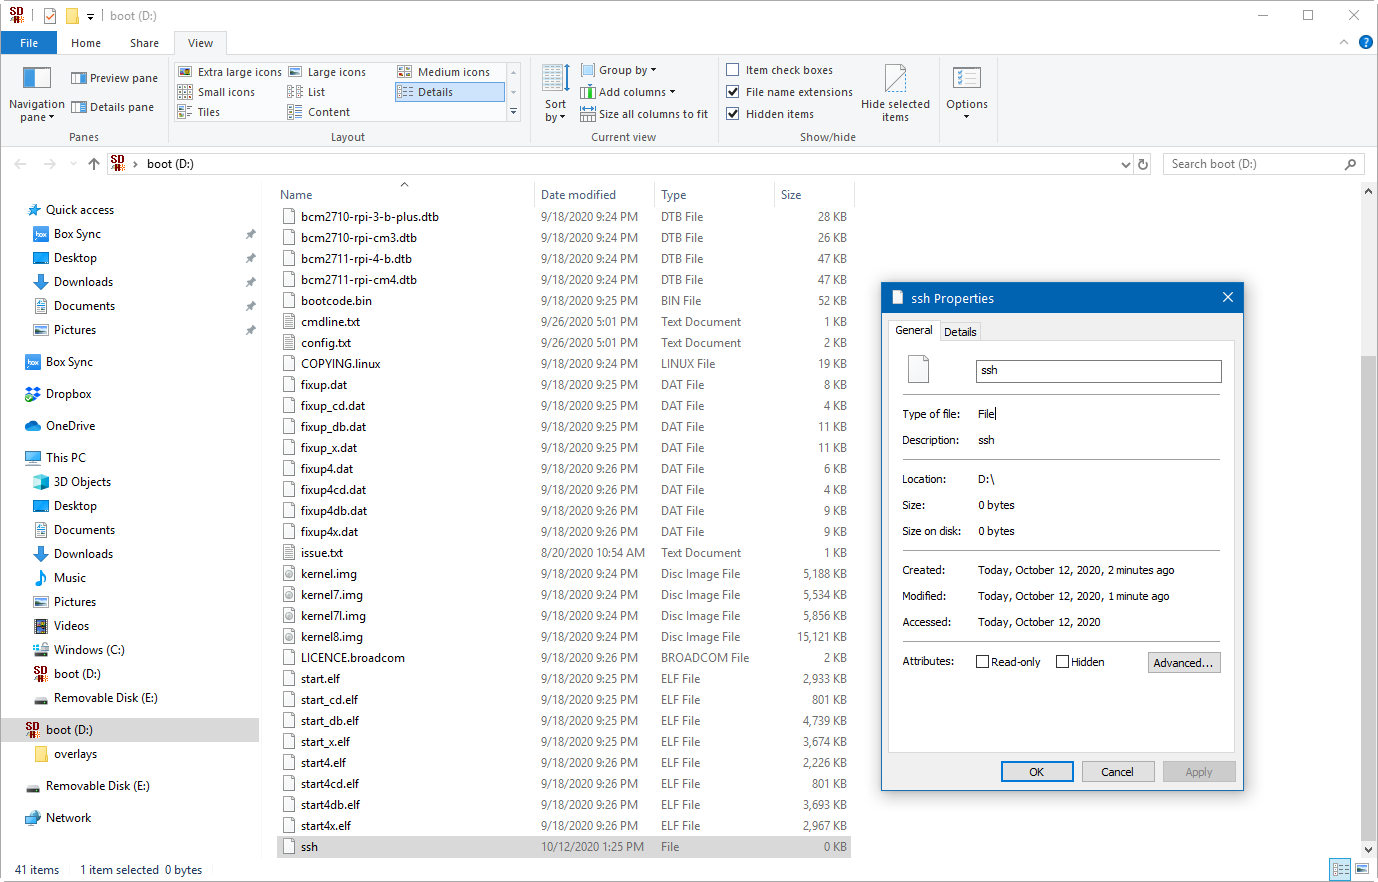 SD boot (D:)
File Home Share View
Navigation pane
Preview pane
Details pane
Panes
Extra large icons Large icons Medium icons
Small icons List Details
Tiles Content
Layout
Sort by
Group by
Add columns
Size all columns to fit
Current view
Item check boxes
File name extensions
Hidden items
Hide selected items
Show/hide
Options
SD boot (D:)
Search boot (D:)
Quick access
box Box Sync
Desktop
Downloads
Documents
Pictures
box Box Sync
Dropbox
OneDrive
This PC
3D Objects
Desktop
Documents
Downloads
Music
Pictures
Videos
Windows (C:)
SD boot (D:)
Removable Disk (E:)
SD boot (D:)
overlays
Removable Disk (E:)
Network
Name Date modified Type Size
bcm2710-rpi-3-b-plus.dtb 9/18/2020 9:24 PM DTB File 28 KB
bcm2710-rpi-cm3.dtb 9/18/2020 9:24 PM DTB File 26 KB
bcm2711-rpi-4-b.dtb 9/18/2020 9:24 PM DTB File 47 KB
bcm2711-rpi-cm4.dtb 9/18/2020 9:24 PM DTB File 47 KB
bootcode.bin 9/18/2020 9:25 PM BIN File 52 KB
cmdline.txt 9/26/2020 5:01 PM Text Document 1 KB
config.txt 9/26/2020 5:01 PM Text Document 2 KB
COPYING.linux 9/18/2020 9:24 PM LINUX File 19 KB
fixup.dat 9/18/2020 9:25 PM DAT File 8 KB
fixup_cd.dat 9/18/2020 9:25 PM DAT File 4 KB
fixup_db.dat 9/18/2020 9:25 PM DAT File 11 KB
fixup_x.dat 9/18/2020 9:25 PM DAT File 11 KB
fixup4.dat 9/18/2020 9:26 PM DAT File 6 KB
fixup4cd.dat 9/18/2020 9:26 PM DAT File 4 KB
fixup4db.dat 9/18/2020 9:26 PM DAT File 9 KB
fixup4x.dat 9/18/2020 9:26 PM DAT File 9 KB
issue.txt 8/20/2020 10:54 AM Text Document 1 KB
kernel.img 9/18/2020 9:24 PM Disc Image File 5,188 KB
kernel7.img 9/18/2020 9:24 PM Disc Image File 5,534 KB
kernel7l.img 9/18/2020 9:24 PM Disc Image File 5,856 KB
kernel8.img 9/18/2020 9:24 PM Disc Image File 15,121 KB
LICENCE.broadcom 9/18/2020 9:26 PM BROADCOM File 2 KB
start.elf 9/18/2020 9:25 PM ELF File 2,933 KB
start_cd.elf 9/18/2020 9:25 PM ELF File 801 KB
start_db.elf 9/18/2020 9:25 PM ELF File 4,739 KB
start_x.elf 9/18/2020 9:25 PM ELF File 3,674 KB
start4.elf 9/18/2020 9:26 PM ELF File 2,226 KB
start4cd.elf 9/18/2020 9:26 PM ELF File 801 KB
start4db.elf 9/18/2020 9:26 PM ELF File 3,693 KB
start4x.elf 9/18/2020 9:26 PM ELF File 2,967 KB
ssh 10/12/2020 1:25 PM File 0 KB
ssh Properties
General Details
ssh
Type of file: File
Description: ssh
Location: D:\
Size: 0 bytes
Size on disk: 0 bytes
Created: Today, October 12, 2020, 2 minutes ago
Modified: Today, October 12, 2020, 1 minute ago
Accessed: Today, October 12, 2020
Attributes: Read-only Hidden Advanced...
OK Cancel Apply
41 items 1 item selected 0 bytes